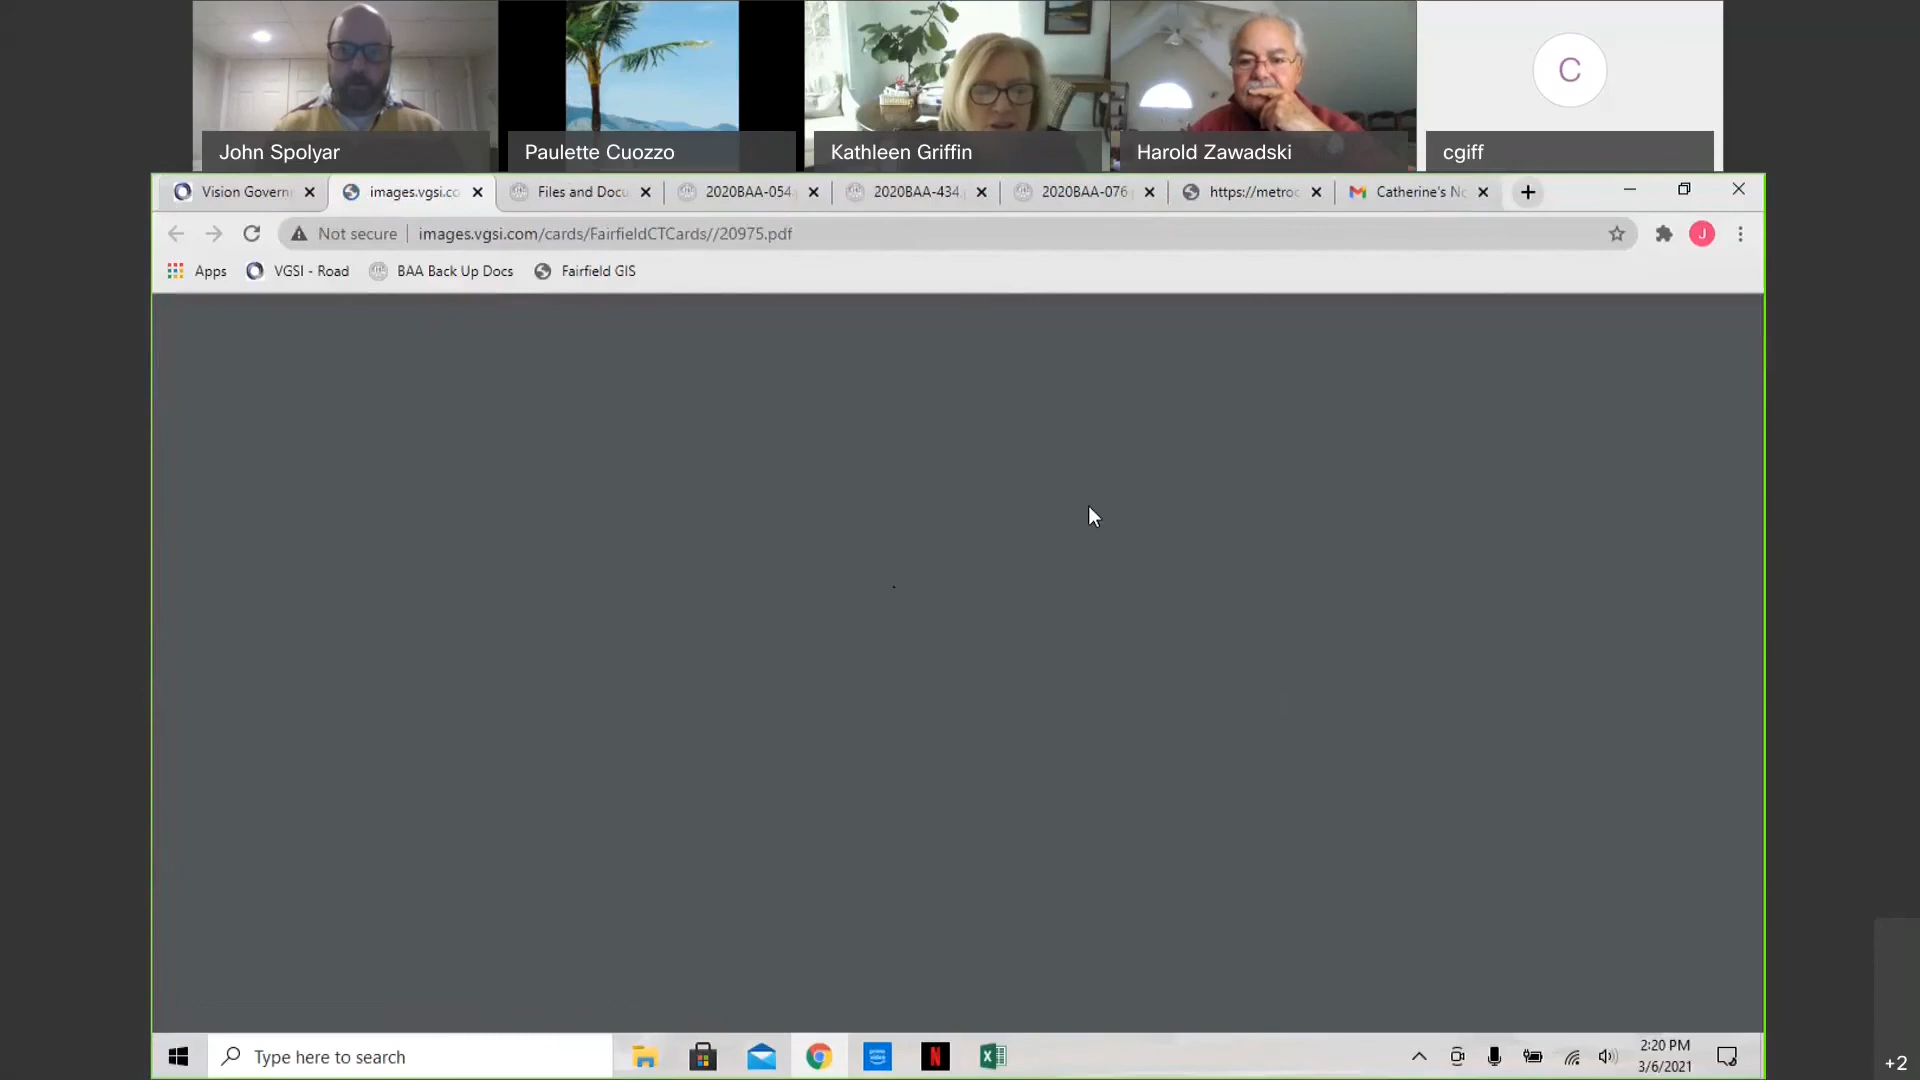 John Spolyar
Paulette Cuozzo
Kathleen Griffin
Harold Zawadski
C
cgiff
Vision Govern
images.vgsi.co
Files and Docu
2020BAA-054
2020BAA-434
2020BAA-076
https://metroc
Catherine's No
Not secure
images.vgsi.com/cards/FairfieldCTCards//20975.pdf
J
Apps
VGSI - Road
BAA Back Up Docs
Fairfield GIS
Type here to search
prime video
N
X
2:20 PM
3/6/2021
+2